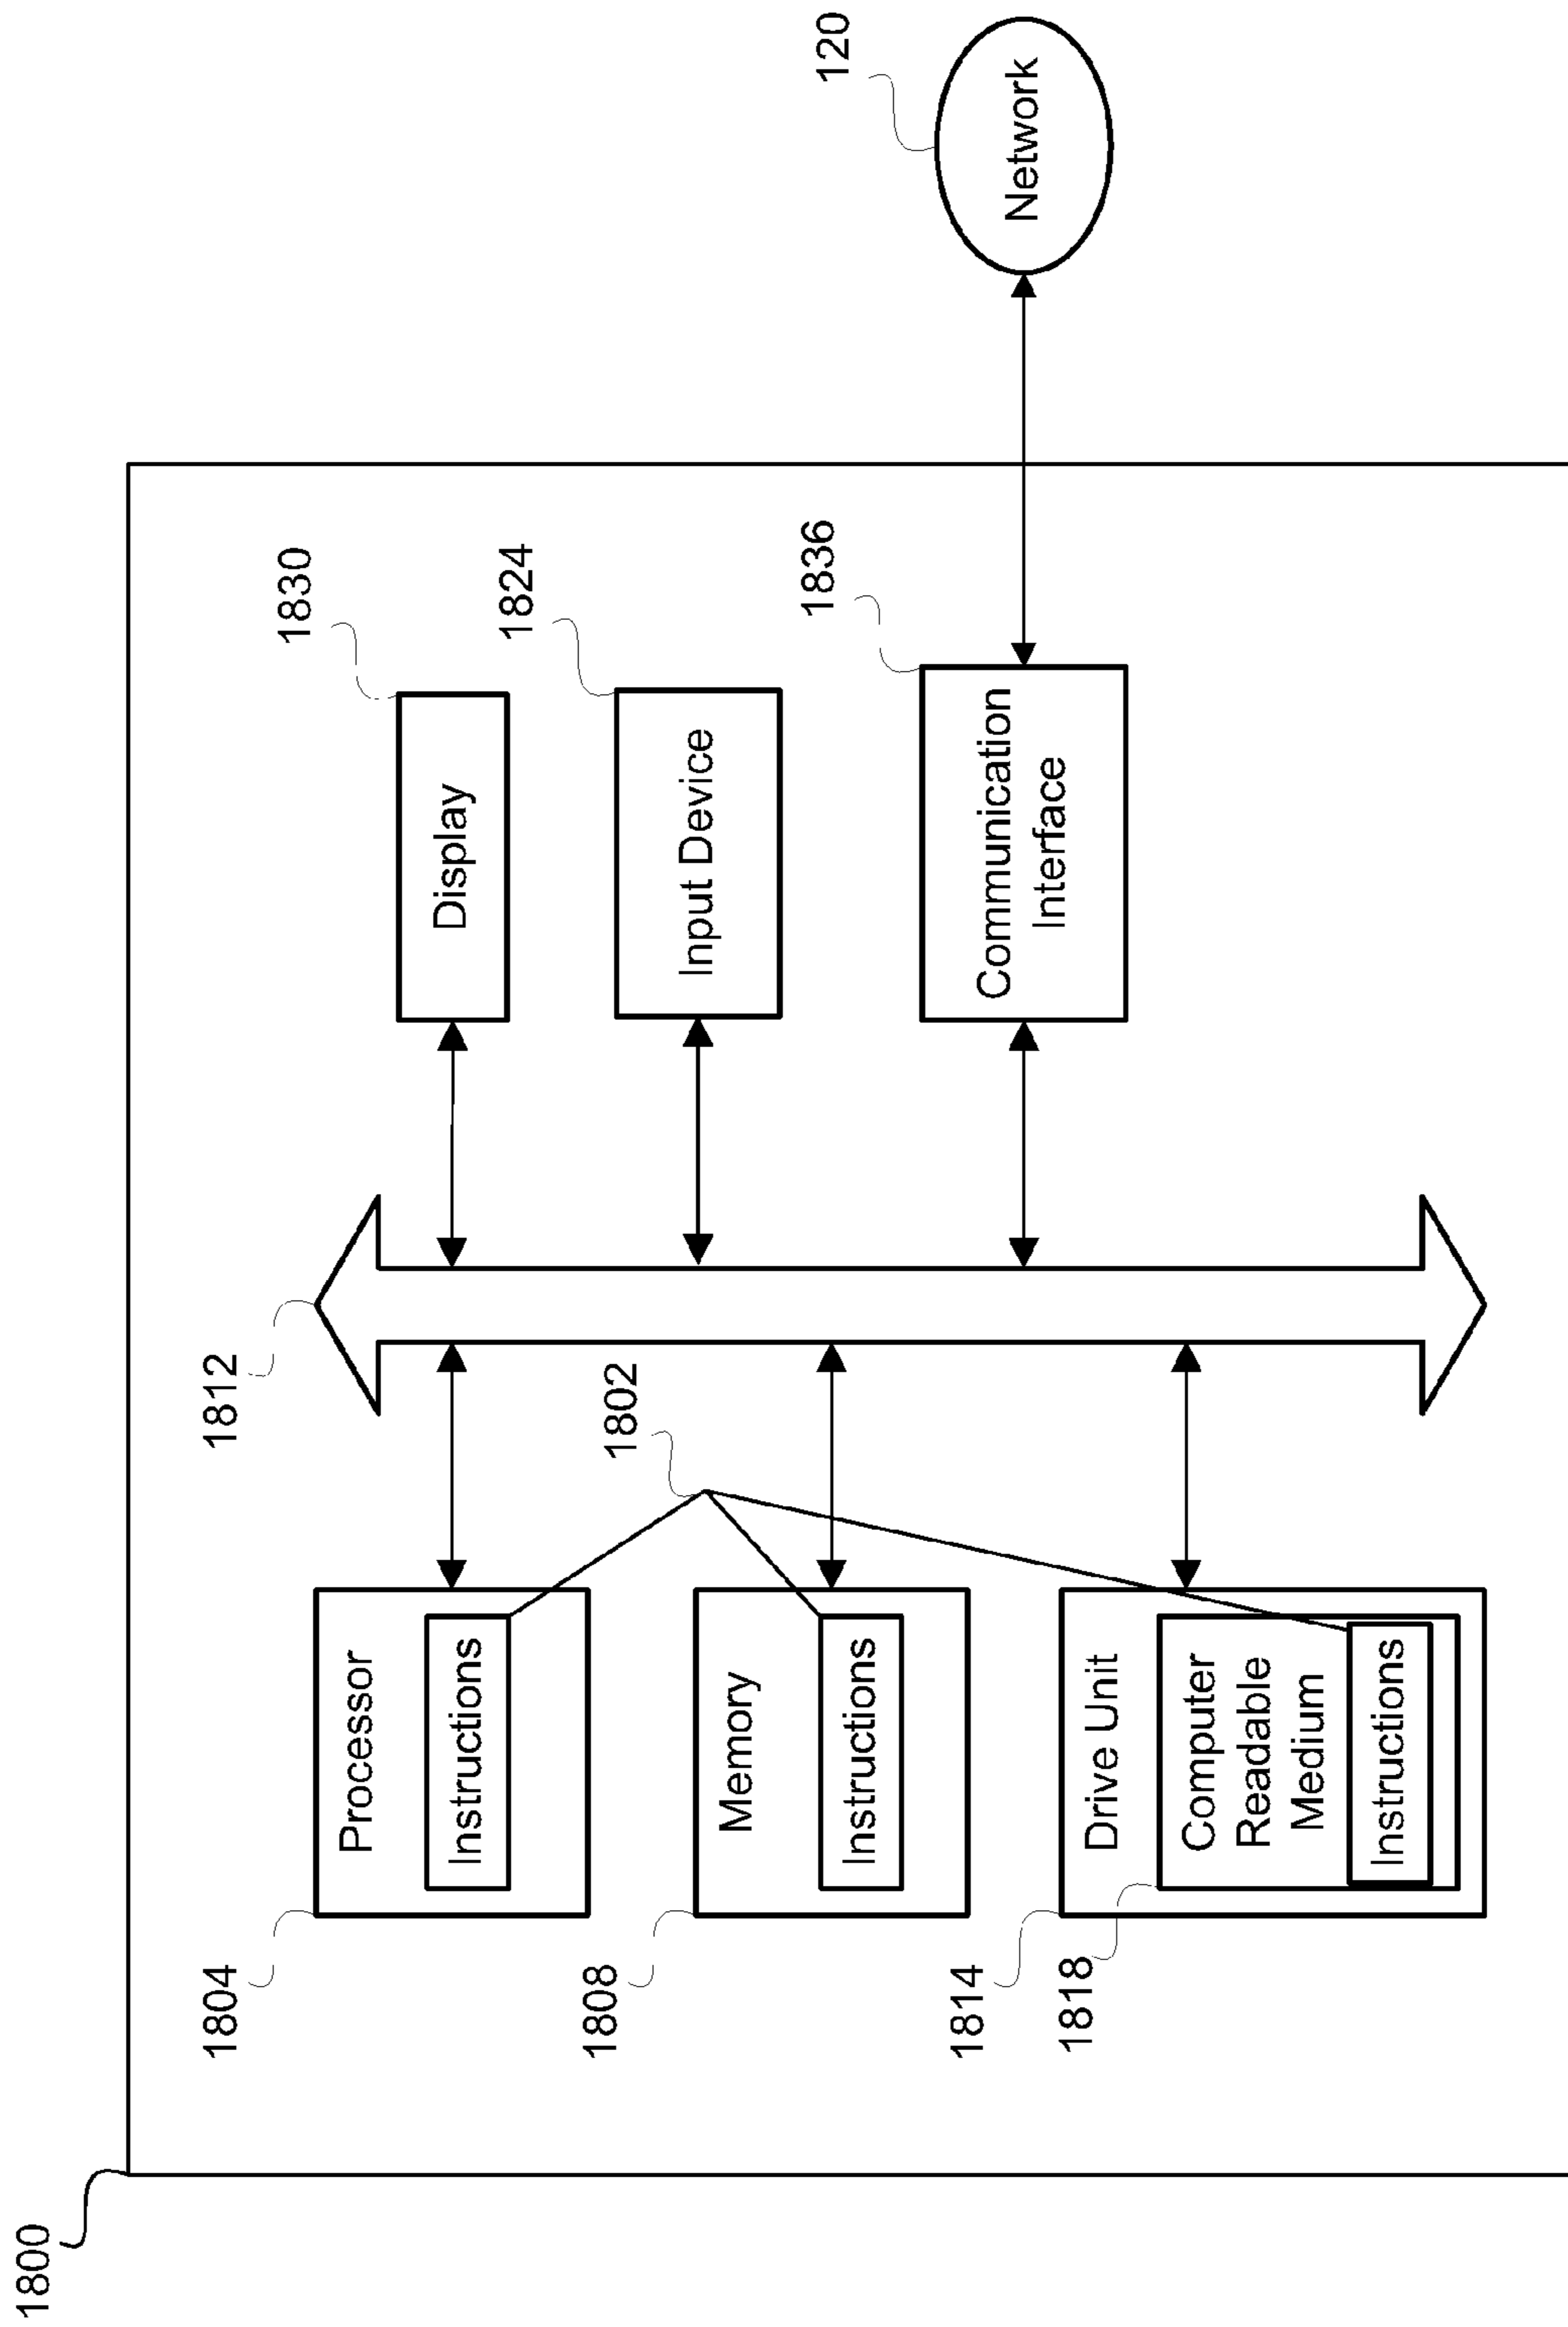 1800
1804
Processor
Instructions
1808
Memory
Instructions
1814
Drive Unit
1818
Computer
Readable
Medium
Instructions
1802
1812
1830
Display
1824
Input Device
1836
Communication
Interface
120
Network